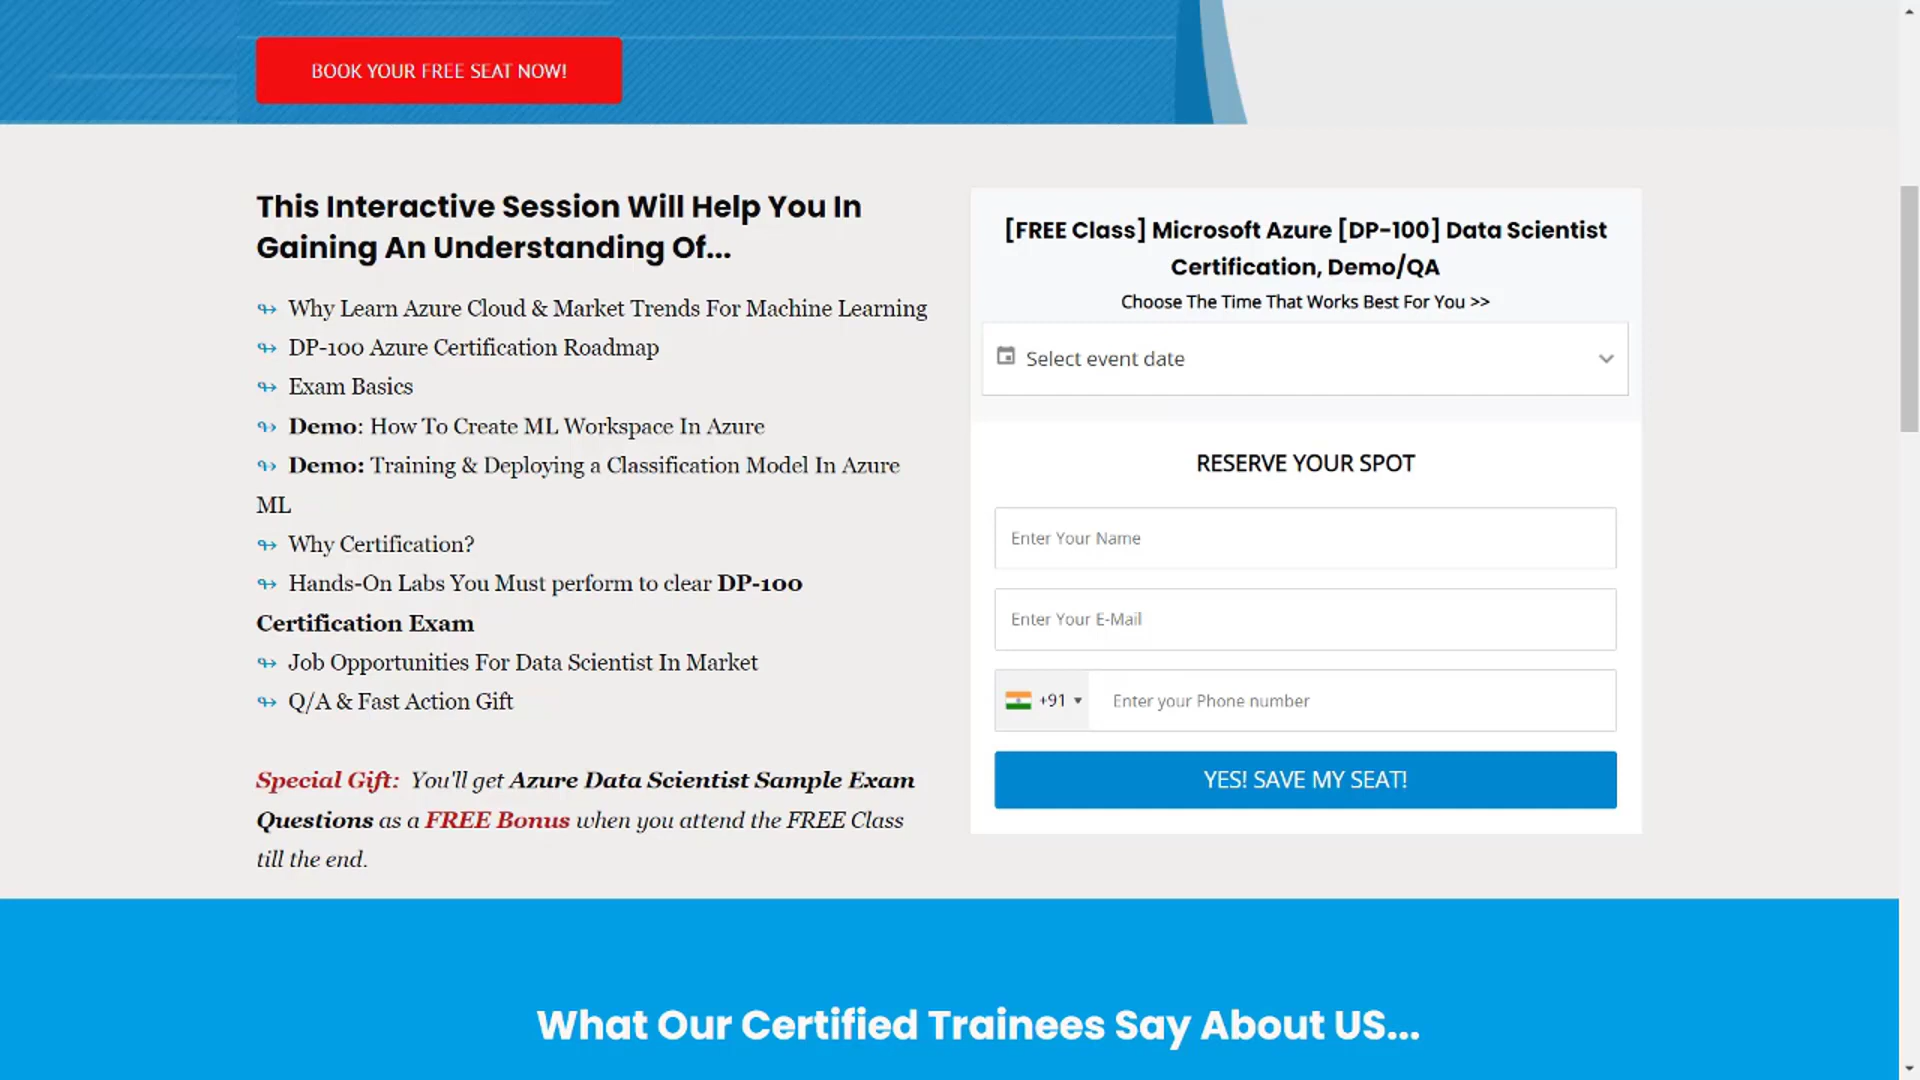 BOOK YOUR FREE SEAT NOW!
This Interactive Session Will Help You In
Gaining An Understanding Of...
Why Learn Azure Cloud & Market Trends For Machine Learning
DP-100 Azure Certification Roadmap
Exam Basics
Demo: How To Create ML Workspace In Azure
Demo: Training & Deploying a Classification Model In Azure
ML
Why Certification?
Hands-On Labs You Must perform to clear DP-100
Certification Exam
Job Opportunities For Data Scientist In Market
Q/A & Fast Action Gift
Special Gift: You'll get Azure Data Scientist Sample Exam
Questions as a FREE Bonus when you attend the FREE Class
till the end.
[FREE Class] Microsoft Azure [DP-100] Data Scientist
Certification, Demo/QA
Choose The Time That Works Best For You >>
Select event date
RESERVE YOUR SPOT
Enter Your Name
Enter Your E-Mail
+91 Enter your Phone number
YES! SAVE MY SEAT!
What Our Certified Trainees Say About US...